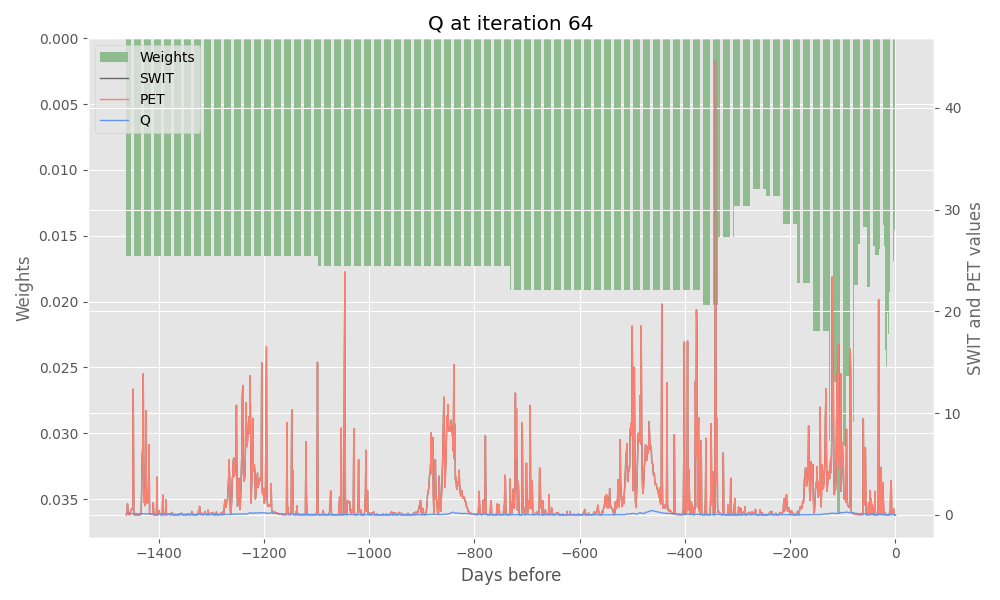 Q at iteration 64
Weights
SWIT
PET
Q
0.000
0.005
0.010
0.015
0.020
0.025
0.030
0.035
Weights
40
30
20
10
0
SWIT and PET values
−1400
−1200
−1000
−800
−600
−400
−200
0
Days before